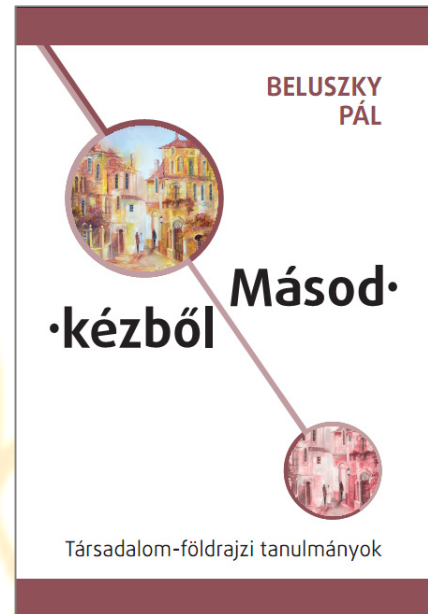 BELUSZKY
PÁL
Másod·
·kézből
Társadalom-földrajzi tanulmányok